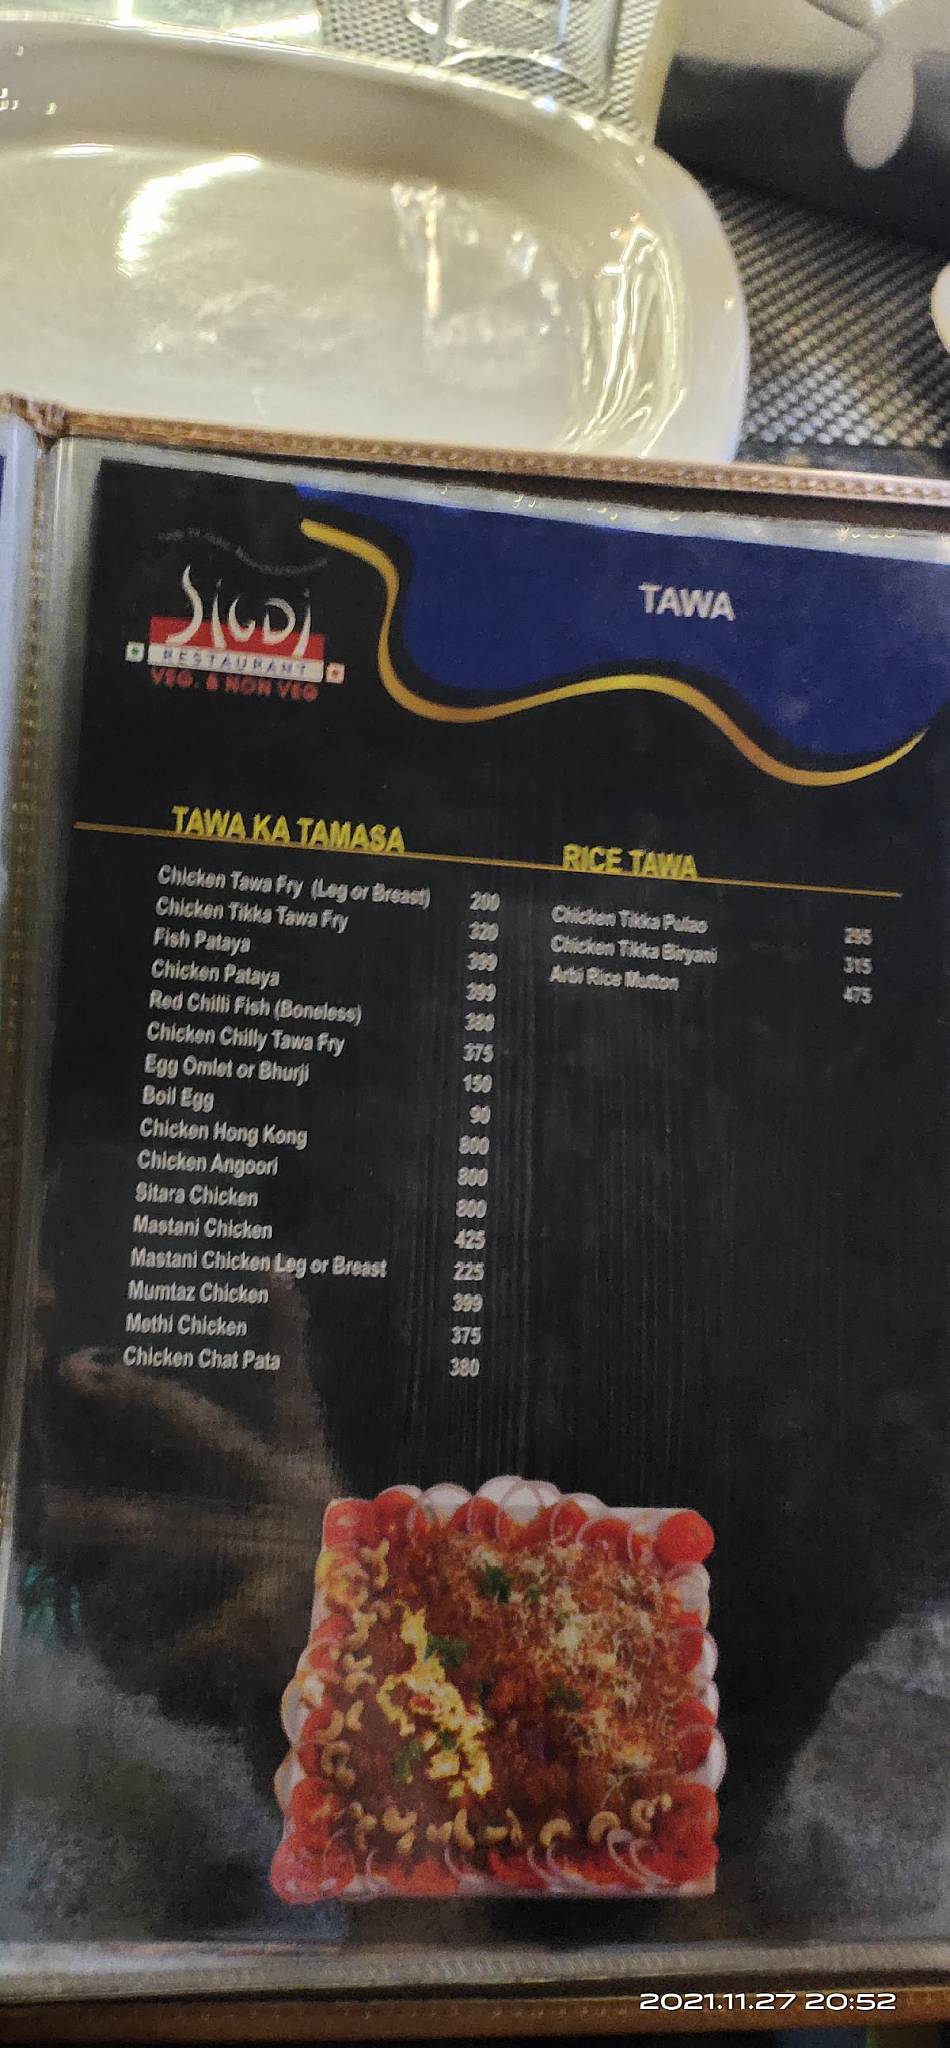 SIGDI
RESTAURANT
VEG. & NON VEG
TAWA
TAWA KA TAMASA
Chicken Tawa Fry (Leg or Breast) 200
Chicken Tikka Tawa Fry 320
Fish Pataya 399
Chicken Pataya 399
Red Chilli Fish (Boneless) 380
Chicken Chilly Tawa Fry 375
Egg Omlet or Bhurji 150
Boil Egg 90
Chicken Hong Kong 800
Chicken Angoori 800
Sitara Chicken 800
Mastani Chicken 425
Mastani Chicken Leg or Breast 225
Mumtaz Chicken 399
Methi Chicken 375
Chicken Chat Pata 380
RICE TAWA
Chicken Tikka Pulao 295
Chicken Tikka Biryani 315
Arbi Rice Mutton 475
2021.11.27 20:52